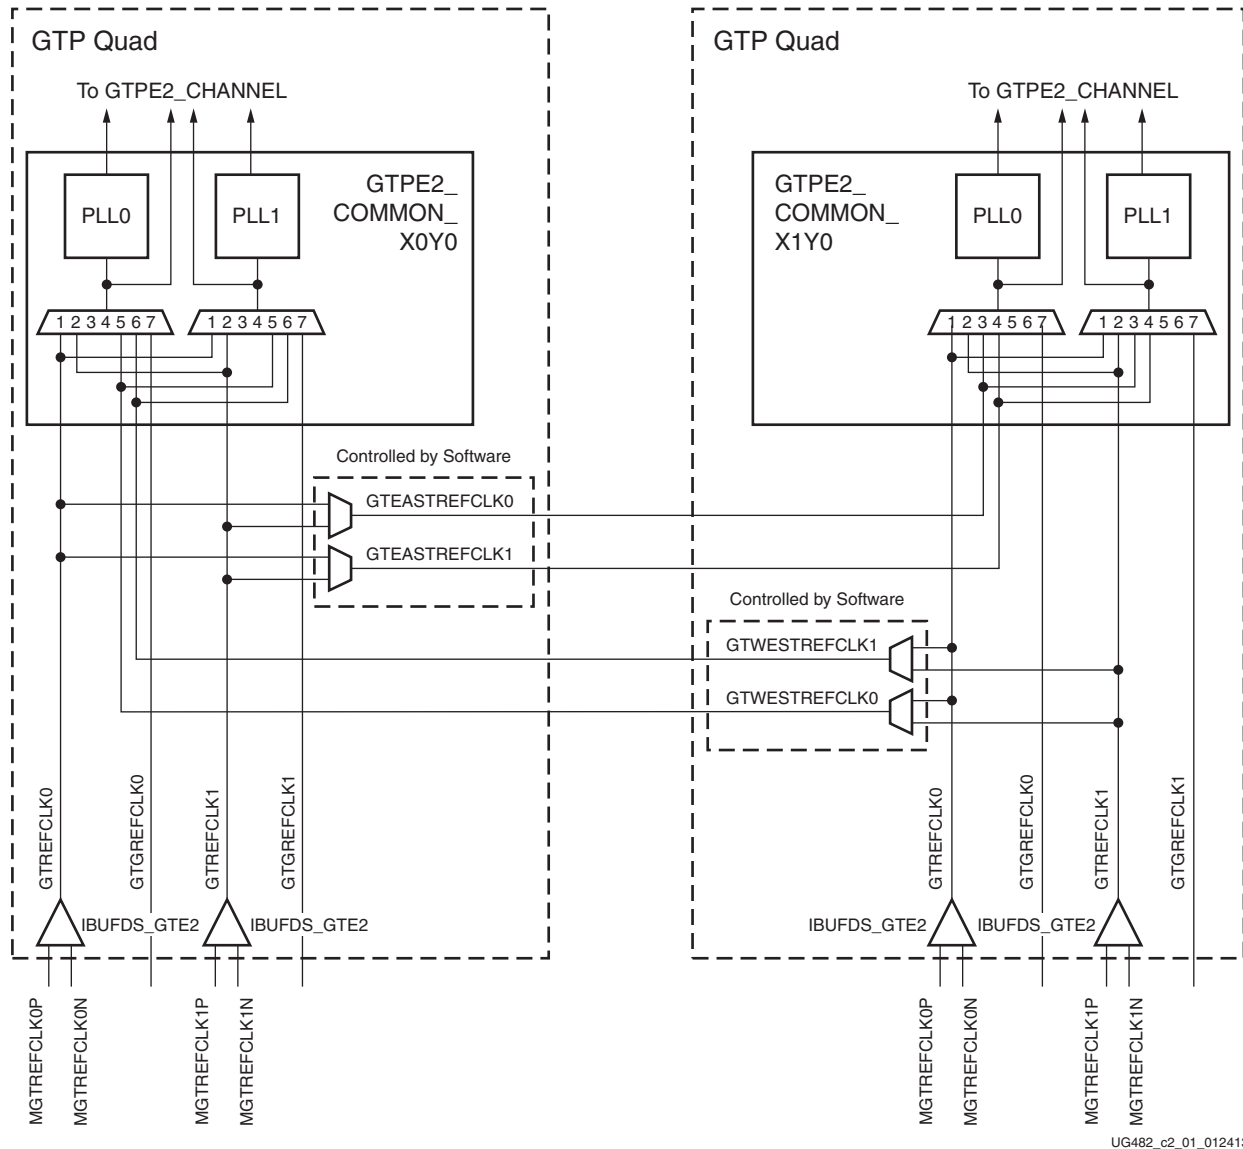 GTP Quad
To GTPE2_CHANNEL
PLL0
PLL1
GTPE2_
COMMON_
X0Y0
1 2 3 4 5 6 7
1 2 3 4 5 6 7
Controlled by Software
GTEASTREFCLK0
GTEASTREFCLK1
GTREFCLK0
GTGREFCLK0
GTREFCLK1
GTGREFCLK1
IBUFDS_GTE2
IBUFDS_GTE2
MGTREFCLK0P
MGTREFCLK0N
MGTREFCLK1P
MGTREFCLK1N
GTP Quad
To GTPE2_CHANNEL
GTPE2_
COMMON_
X1Y0
PLL0
PLL1
1 2 3 4 5 6 7
1 2 3 4 5 6 7
Controlled by Software
GTWESTREFCLK1
GTWESTREFCLK0
GTREFCLK0
GTGREFCLK0
GTREFCLK1
GTGREFCLK1
IBUFDS_GTE2
IBUFDS_GTE2
MGTREFCLK0P
MGTREFCLK0N
MGTREFCLK1P
MGTREFCLK1N
UG482_c2_01_012413